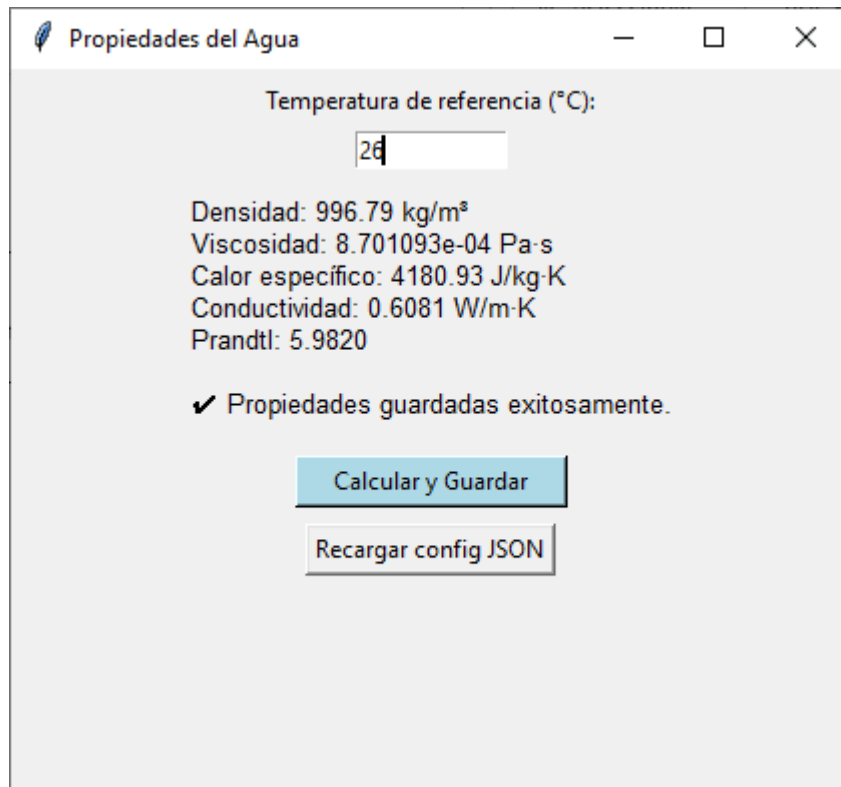 Propiedades del Agua
Temperatura de referencia (°C):
26
Densidad: 996.79 kg/m³
Viscosidad: 8.701093e-04 Pa·s
Calor específico: 4180.93 J/kg·K
Conductividad: 0.6081 W/m·K
Prandtl: 5.9820
✔ Propiedades guardadas exitosamente.
Calcular y Guardar
Recargar config JSON